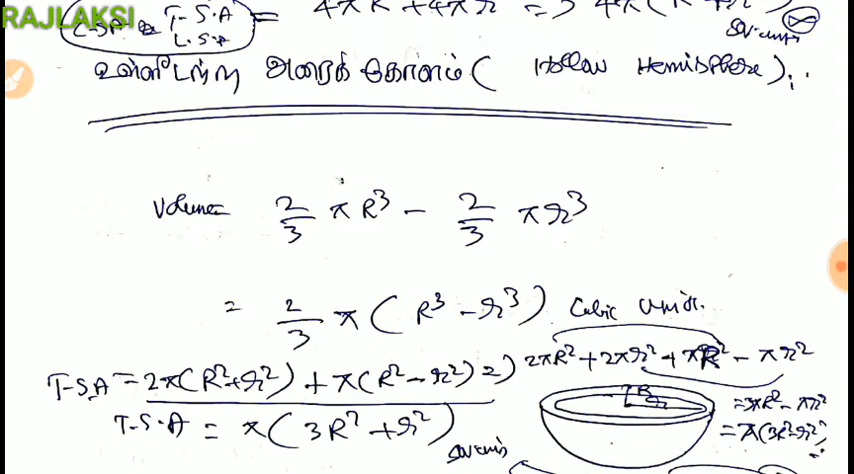 RAJLAKSI
C.S.A & T.S.A = 4πR² + 4πr² => 4π(R² + r²)
L.S.A
உள்ளீடற்ற அரைக் கோளம் ( Hollow Hemisphere )
Volume 2/3 πR³ - 2/3 πr³
= 2/3 π ( R³ - r³ ) Cubic Units.
T.S.A = 2π(R²+r²) + π(R² - r²) => 2πR² + 2πr² + πR² - πr²
= 3πR² - πr²
T.S.A = π ( 3R² + r² )
= π(3R² - r²)
R
r